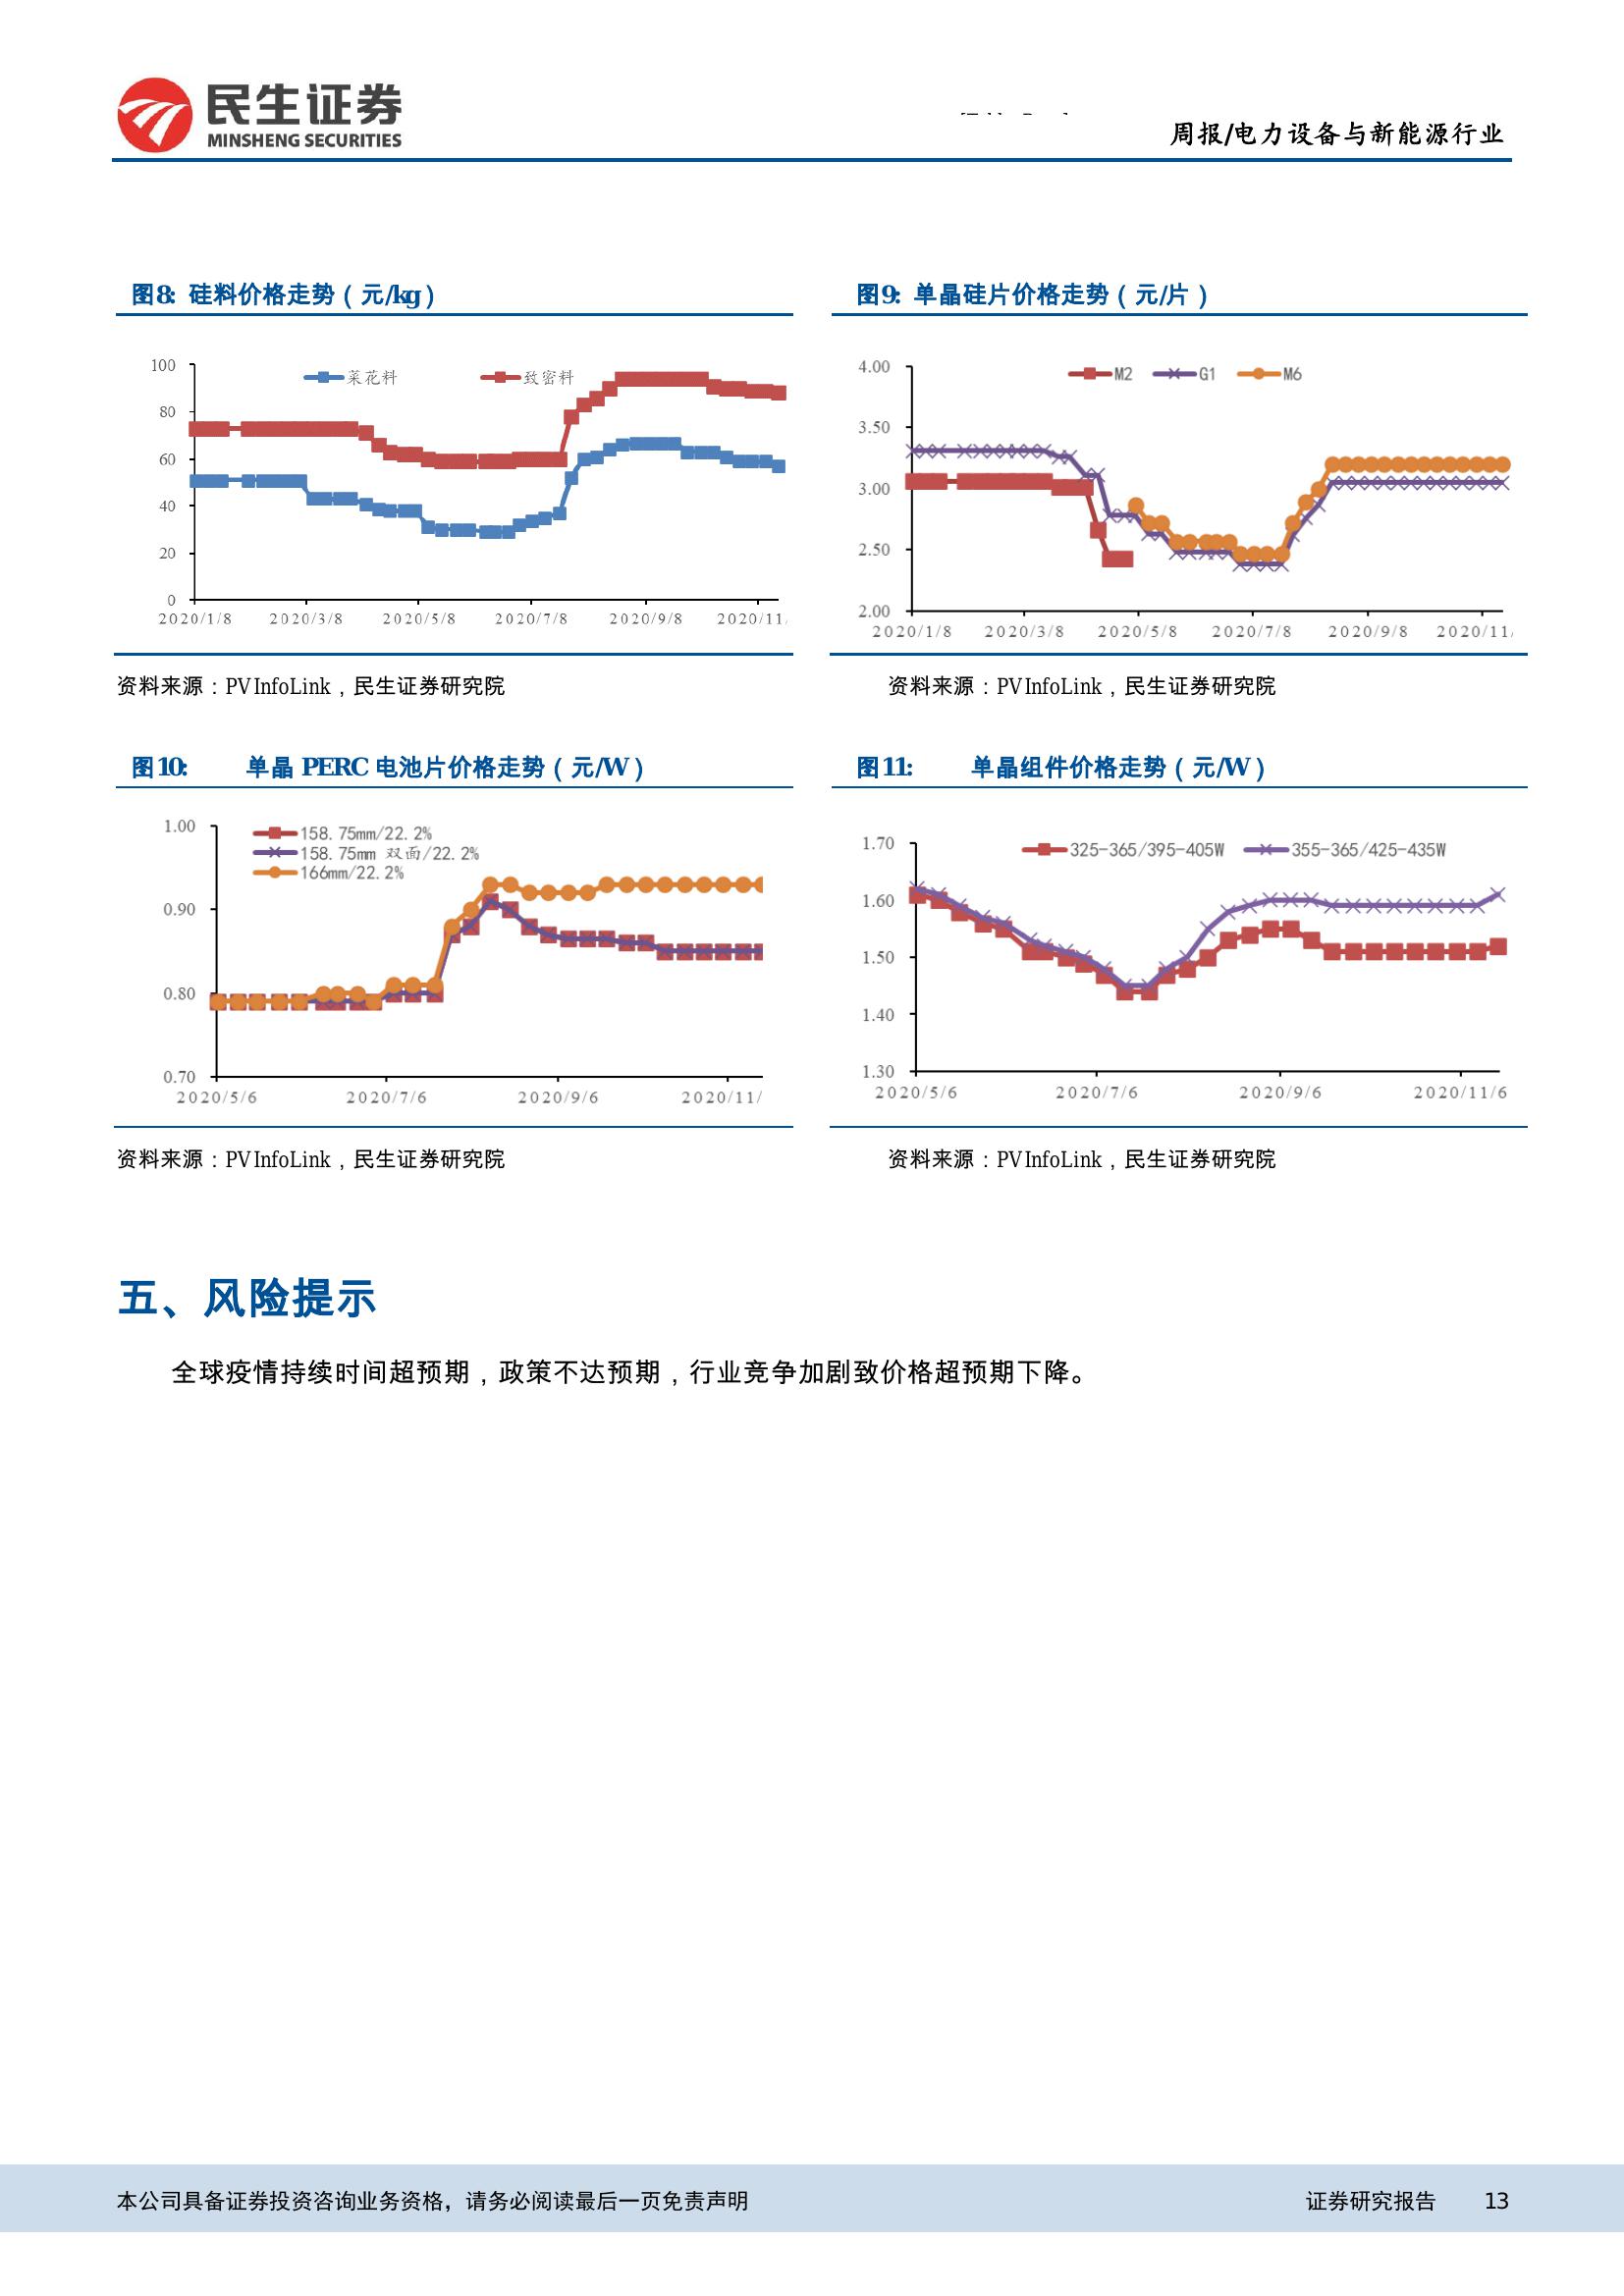 民生证券
MINSHENG SECURITIES
周报/电力设备与新能源行业
图8: 硅料价格走势（元/kg）
100
80
60
40
20
0
菜花料
致密料
2020/1/8 2020/3/8 2020/5/8 2020/7/8 2020/9/8 2020/11/
资料来源：PVInfoLink，民生证券研究院
图9: 单晶硅片价格走势（元/片）
4.00
3.50
3.00
2.50
2.00
M2 G1 M6
2020/1/8 2020/3/8 2020/5/8 2020/7/8 2020/9/8 2020/11/
资料来源：PVInfoLink，民生证券研究院
图10: 单晶 PERC 电池片价格走势（元/W）
1.00
0.90
0.80
0.70
158.75mm/22.2%
158.75mm 双面/22.2%
166mm/22.2%
2020/5/6 2020/7/6 2020/9/6 2020/11/
资料来源：PVInfoLink，民生证券研究院
图11: 单晶组件价格走势（元/W）
1.70
1.60
1.50
1.40
1.30
325-365/395-405W 355-365/425-435W
2020/5/6 2020/7/6 2020/9/6 2020/11/6
资料来源：PVInfoLink，民生证券研究院
五、风险提示
全球疫情持续时间超预期，政策不达预期，行业竞争加剧致价格超预期下降。
本公司具备证券投资咨询业务资格，请务必阅读最后一页免责声明
证券研究报告 13